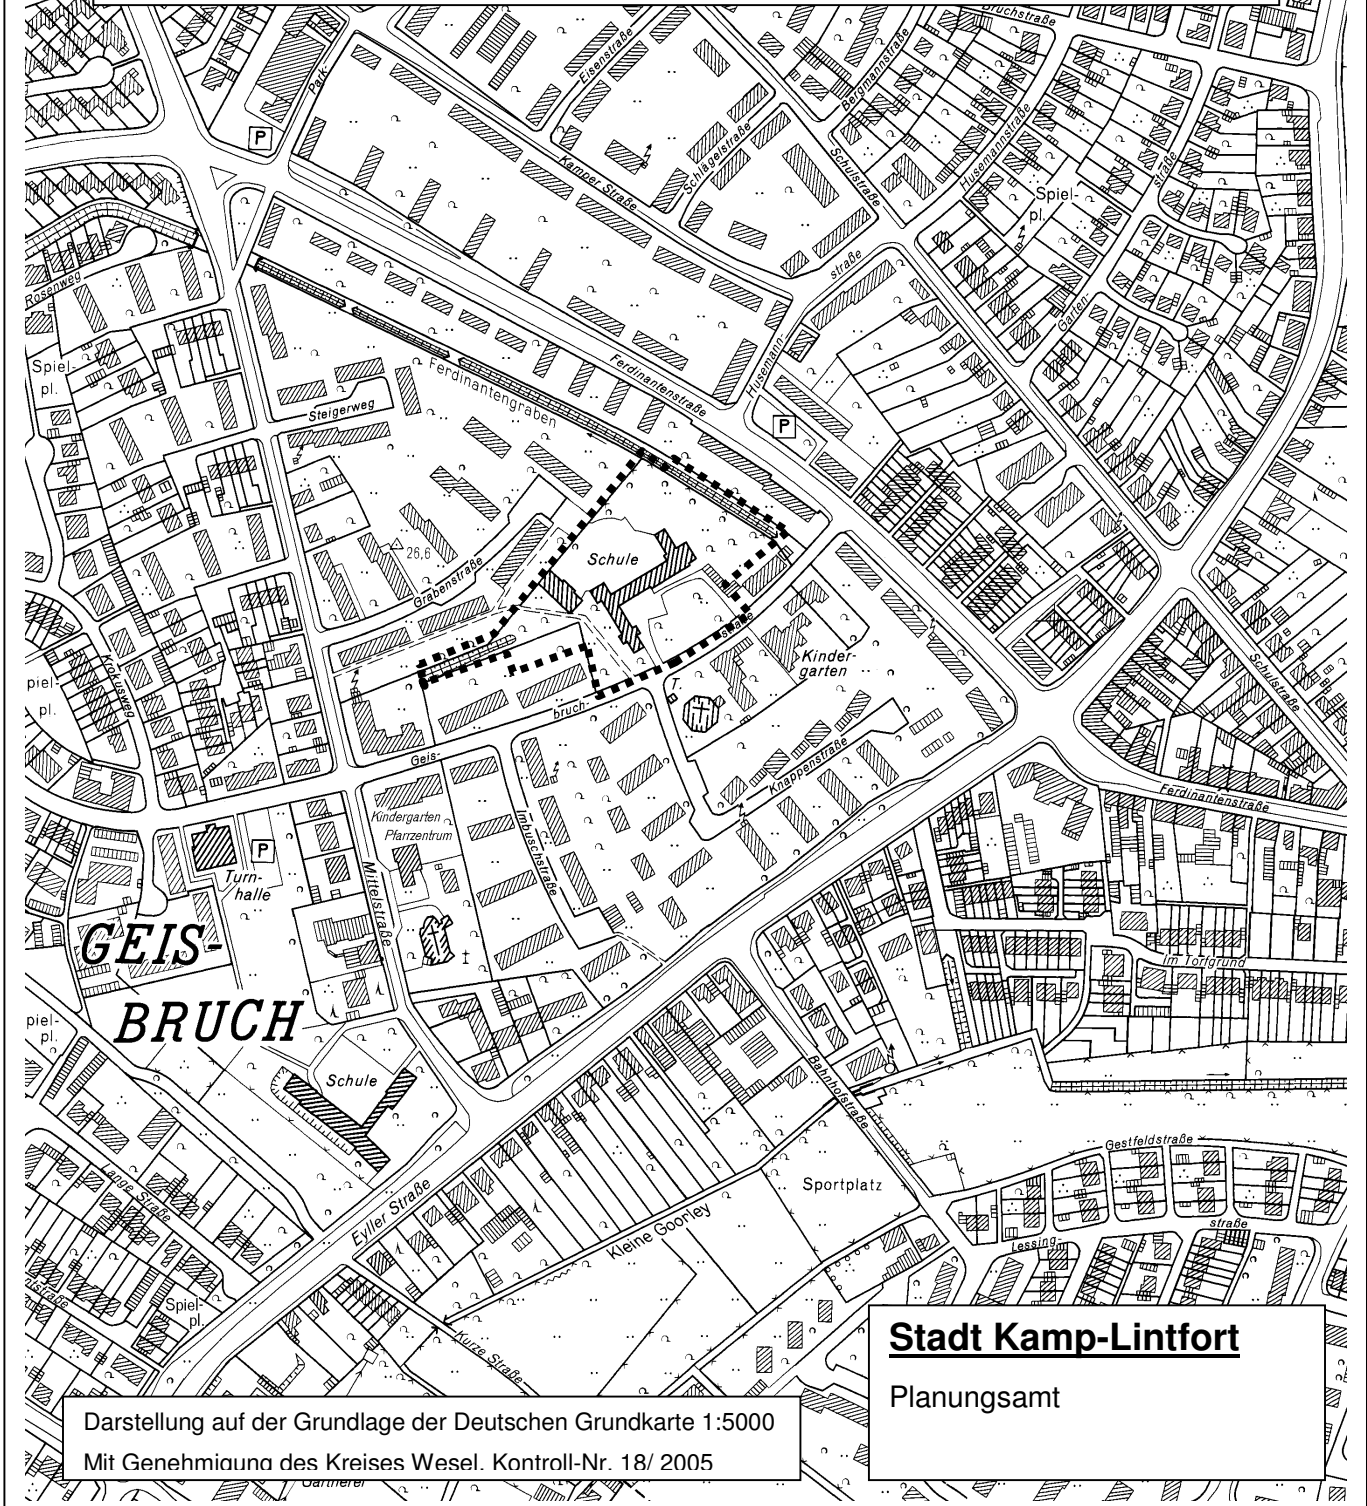 Bruchstraße
Park-
P
Eisenstraße
Bergmannstraße
Husemannstraße
straße
Schlägelstraße
Schulstraße
Kamper Straße
Spiel-
pl.
straße
Rosenweg
Garten-
Spiel-
pl.
Ferdinantengraben
Ferdinantenstraße
Husemann-
Steigerweg
P
26,6
Schule
Grabenstraße
straße
Kinder-
garten
Krokusweg
piel-
pl.
T.
bruch-
Schulstraße
Geis-
Knappenstraße
Ferdinantenstraße
Kindergarten
Pfarrzentrum
Imbuschstraße
P
Turn-
halle
Mittelstraße
GEIS-
BRUCH
Im Torfgrund
piel-
pl.
Schule
Bahnhofstraße
Gestfeldstraße
Lange Straße
Sportplatz
Eyller Straße
Kleine Goorley
straße
Lessing-
Spiel-
pl.
Kurze Straße
Stadt Kamp-Lintfort
Planungsamt
Darstellung auf der Grundlage der Deutschen Grundkarte 1:5000
Mit Genehmigung des Kreises Wesel. Kontroll-Nr. 18/ 2005
Gärtnerei